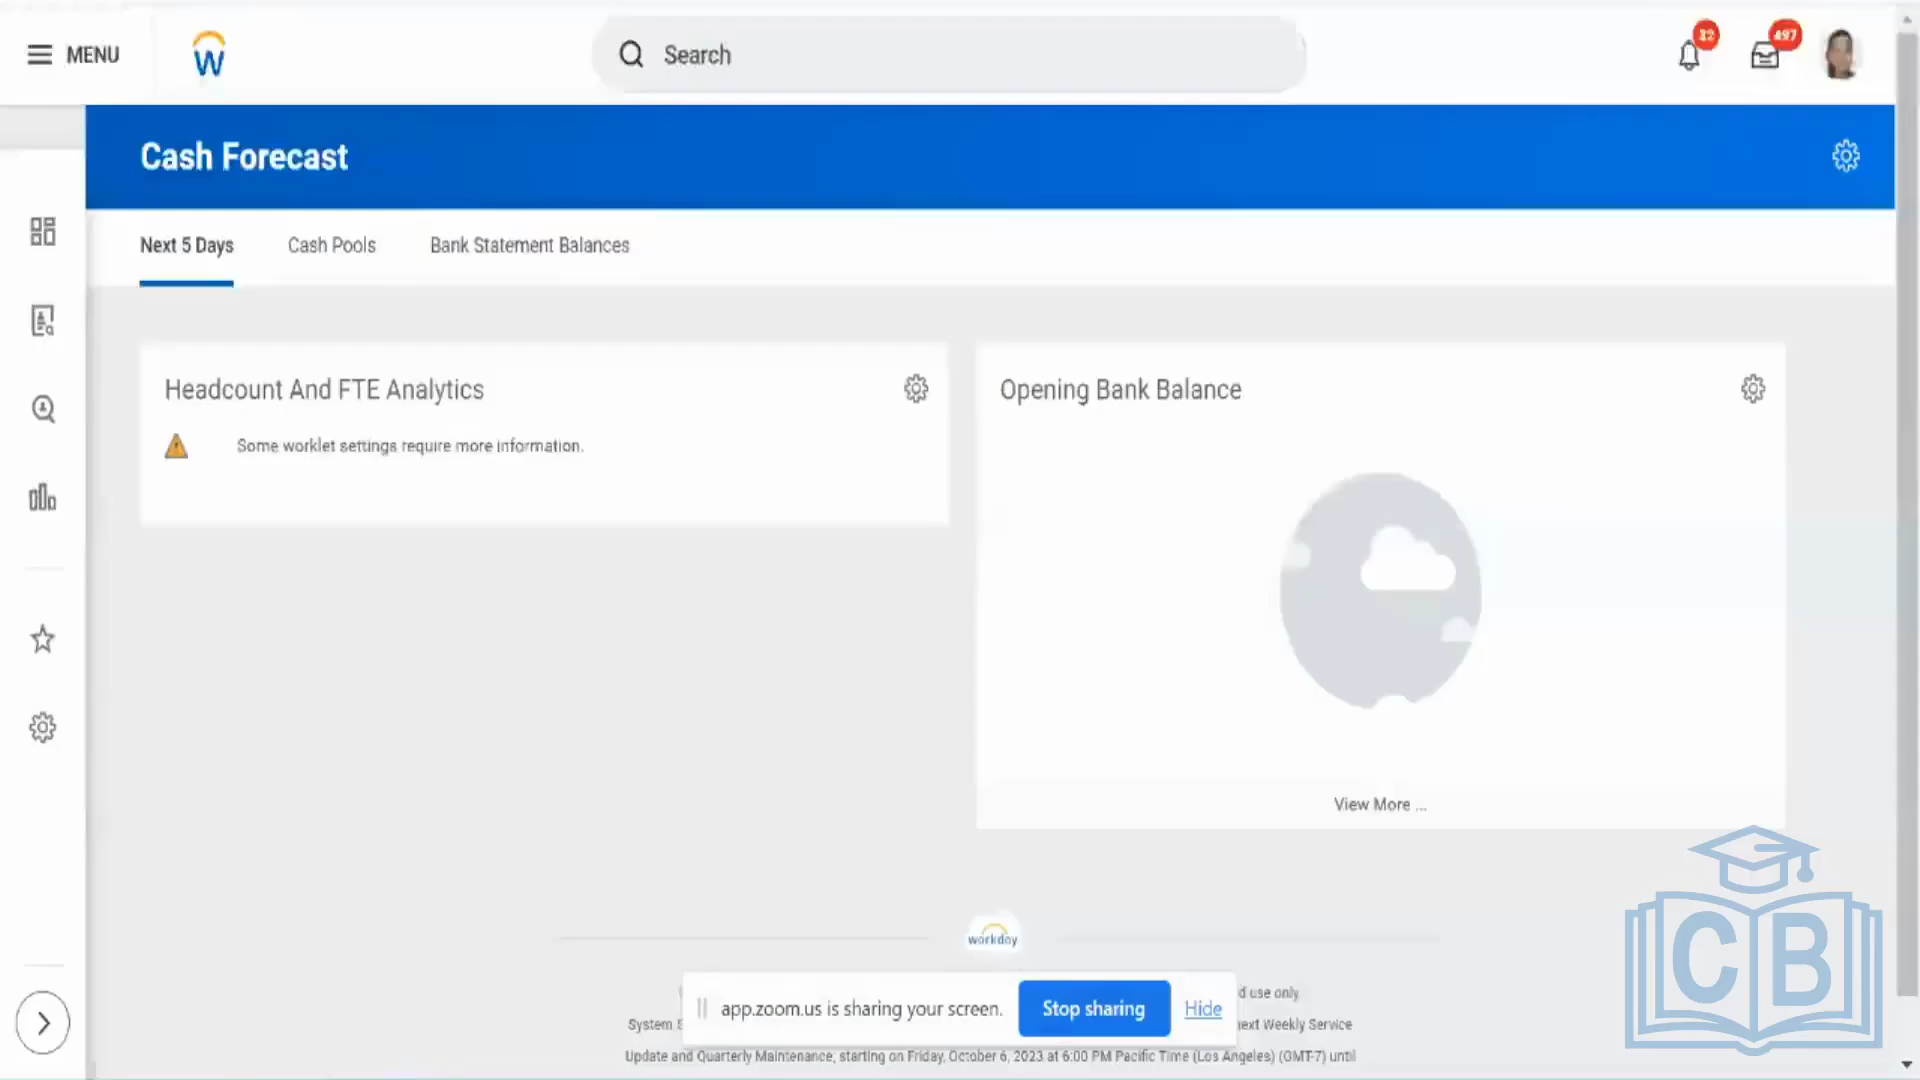 MENU
W
Search
32
497
Cash Forecast
Next 5 Days
Cash Pools
Bank Statement Balances
Headcount And FTE Analytics
Some worklet settings require more information.
Opening Bank Balance
View More ...
workday
app.zoom.us is sharing your screen.
Stop sharing
Hide
d use only.
System
ext Weekly Service
Update and Quarterly Maintenance; starting on Friday, October 6, 2023 at 6:00 PM Pacific Time (Los Angeles) (GMT-7) until
CB